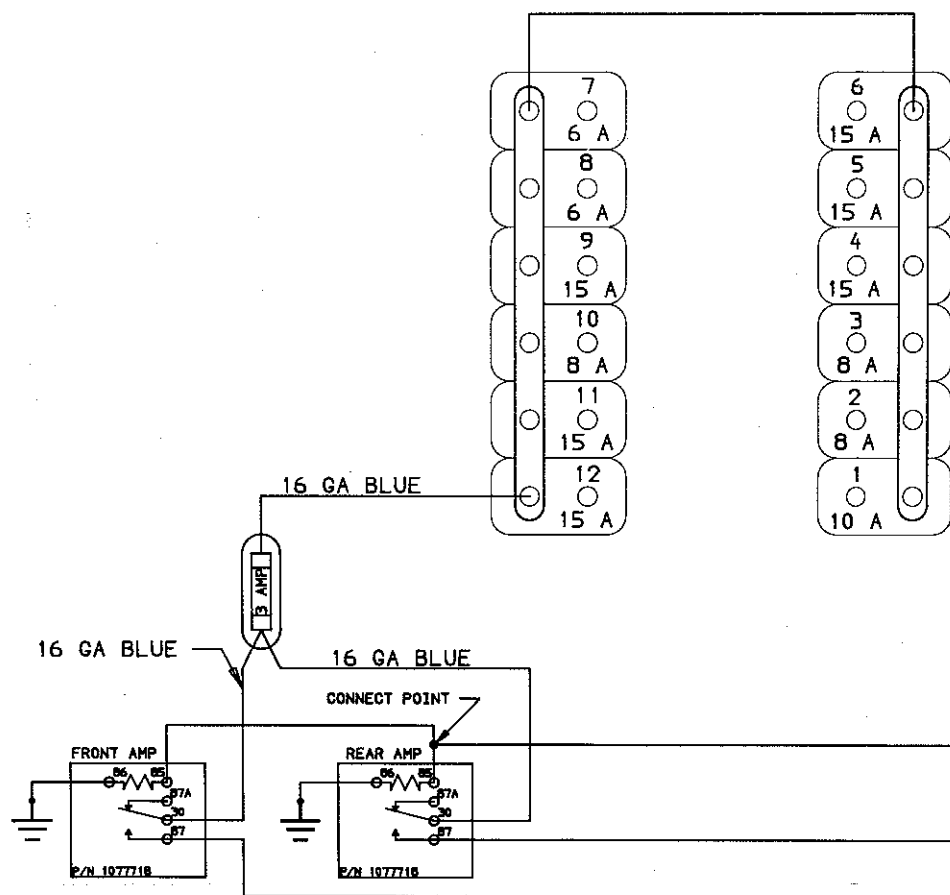 7
6 A
8
6 A
9
15 A
10
8 A
11
15 A
12
15 A
6
15 A
5
15 A
4
15 A
3
8 A
2
8 A
1
10 A
16 GA BLUE
3 AMP
16 GA BLUE
16 GA BLUE
CONNECT POINT
FRONT AMP
86
85
87A
30
87
P/N 1077718
REAR AMP
86
85
87A
30
87
P/N 1077718